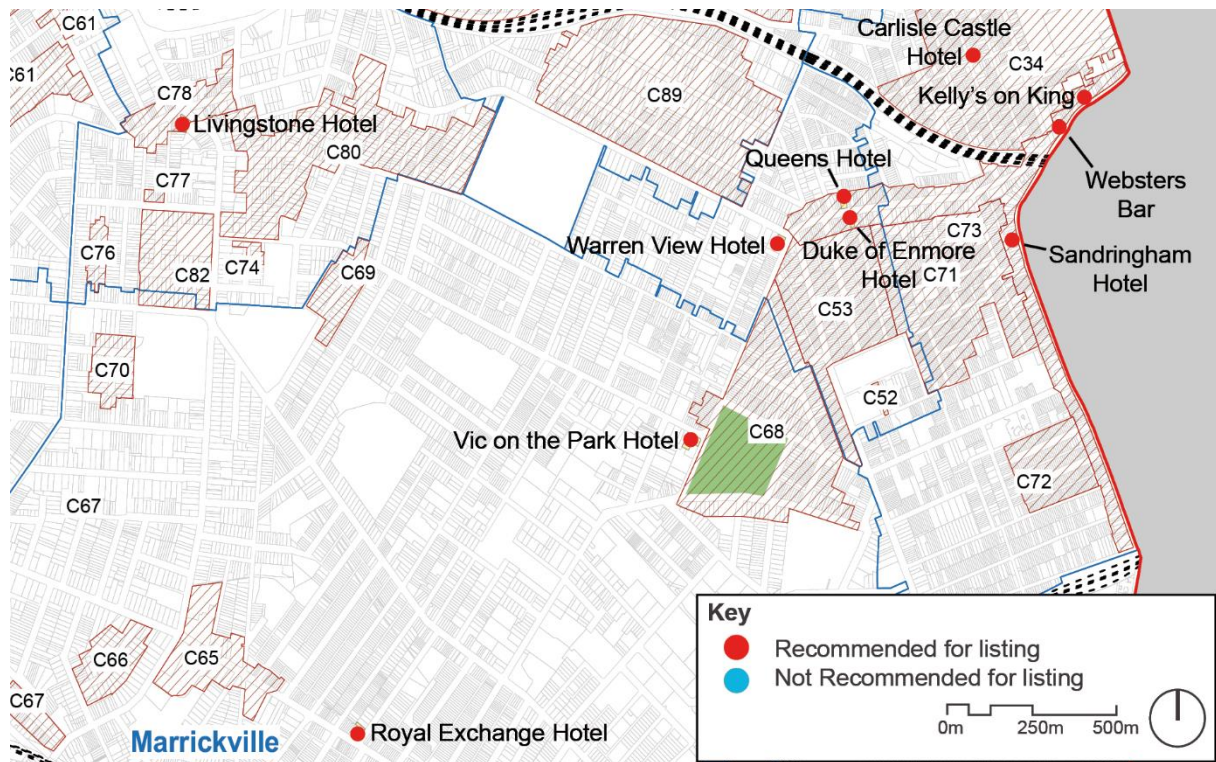 C61
Carlisle Castle
Hotel
C34
C61
C78
C89
Kelly's on King
Livingstone Hotel
C80
Queens Hotel
C77
Websters
Bar
C73
C76
Warren View Hotel
Duke of Enmore
Hotel
Sandringham
Hotel
C82
C74
C69
C71
C53
C70
C52
Vic on the Park Hotel
C68
C72
C67
Key
Recommended for listing
Not Recommended for listing
0m 250m 500m
C66
C65
C67
Marrickville
Royal Exchange Hotel